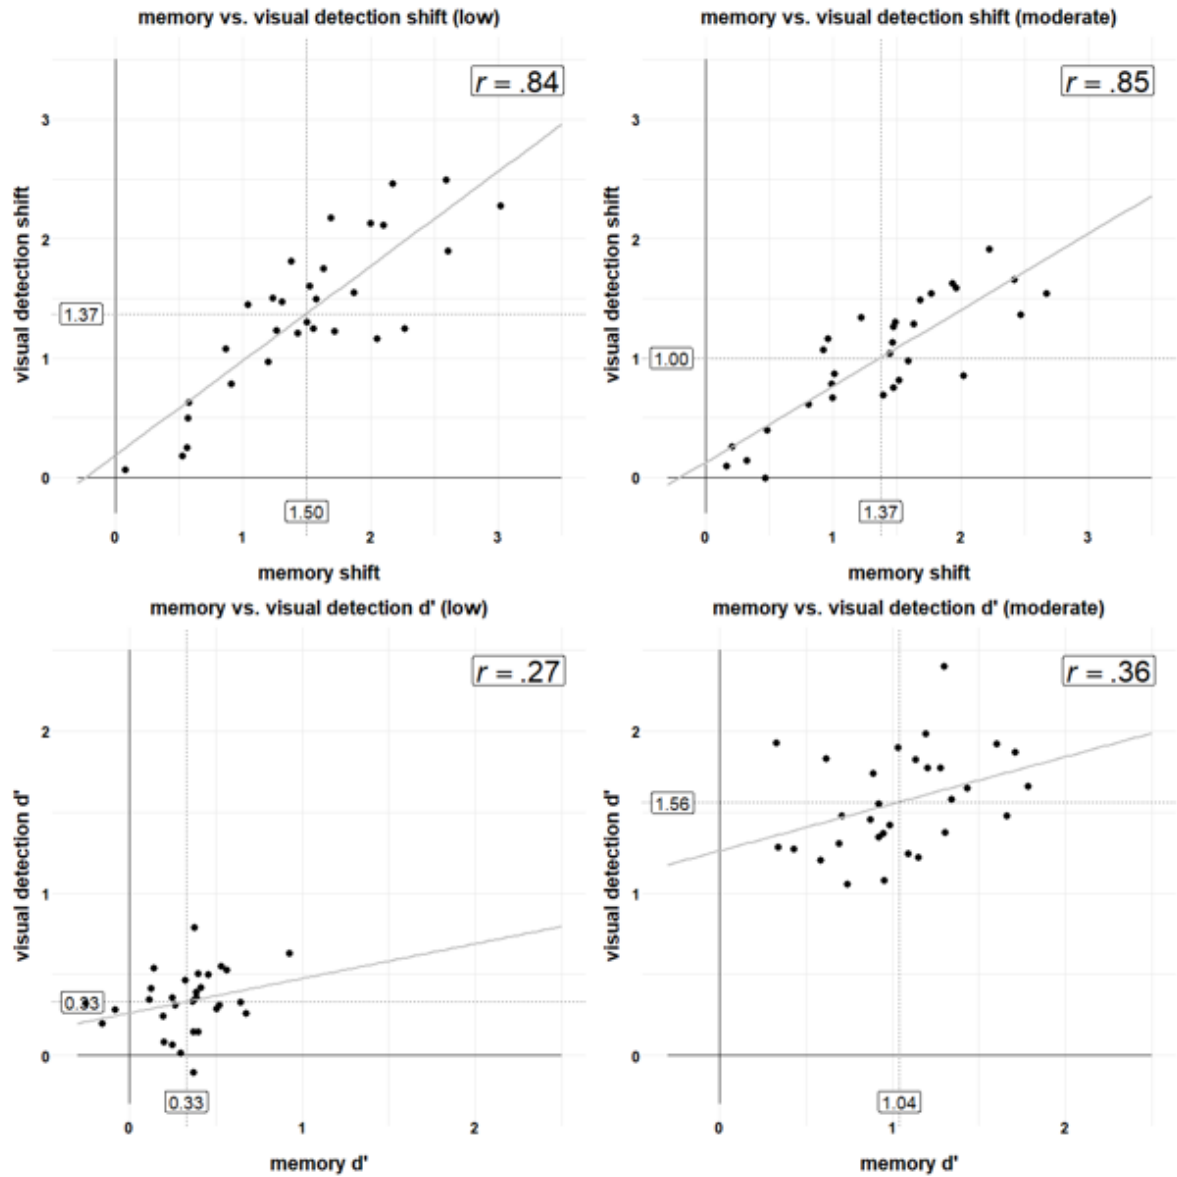 memory vs. visual detection shift (low)
r = .84
3
2
1.37
1
0
visual detection shift
1.50
0 1 2 3
memory shift
memory vs. visual detection shift (moderate)
r = .85
3
2
1.00
1
0
visual detection shift
1.37
0 1 2 3
memory shift
memory vs. visual detection d' (low)
r = .27
2
1
0.33
0
visual detection d'
0.33
0 1 2
memory d'
memory vs. visual detection d' (moderate)
r = .36
2
1.56
1
0
visual detection d'
1.04
0 1 2
memory d'